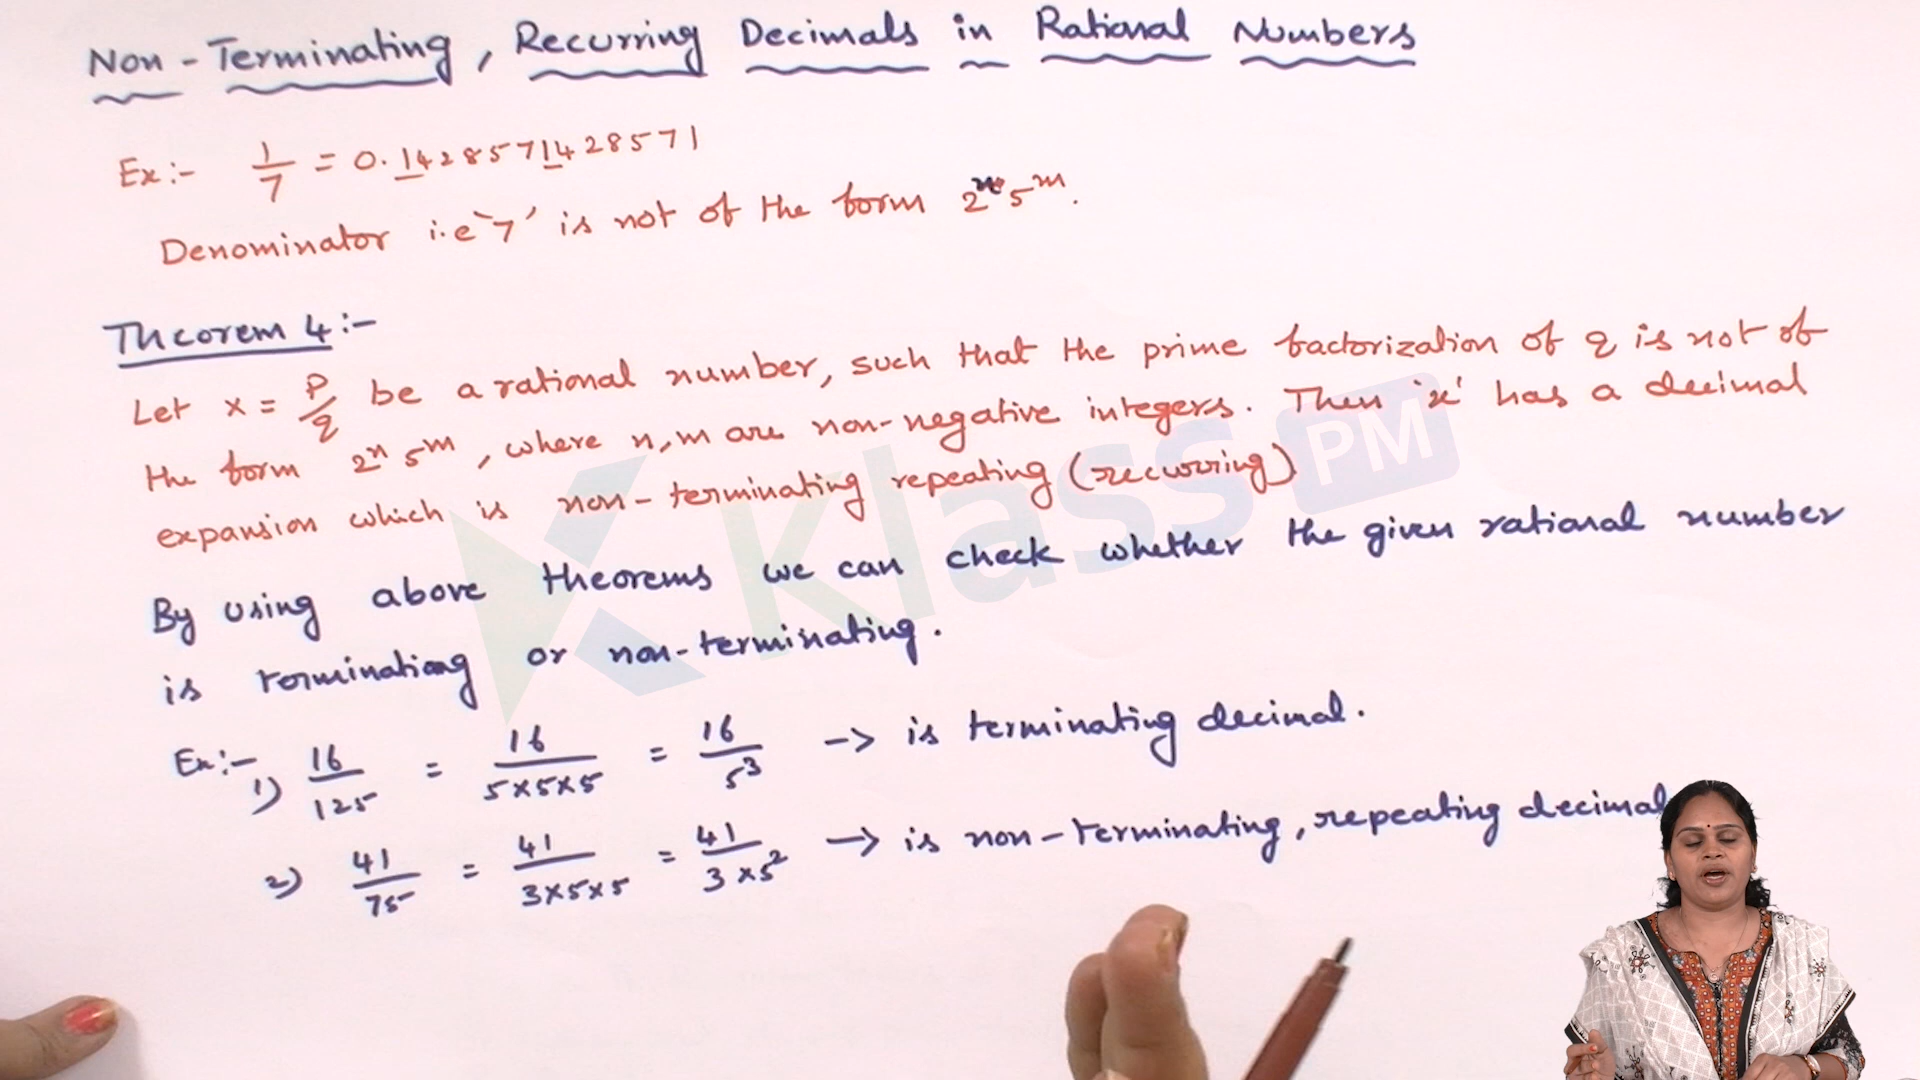 Non-Terminating, Recurring Decimals in Rational Numbers
Ex:- 1/7 = 0.1428571428571
Denominator i.e '7' is not of the form 2ⁿ5ᵐ.
Theorem 4:-
Let x = p/q be a rational number, such that the prime factorization of q is not of
the form 2ⁿ 5ᵐ, where n,m are non-negative integers. Then 'x' has a decimal
expansion which is non-terminating repeating (recurring)
By using above theorems we can check whether the given rational number
is terminationg or non-terminating.
Ex:- 1) 16/125 = 16/5×5×5 = 16/5³ -> is terminating decimal.
2) 41/75 = 41/3×5×5 = 41/3×5² -> is non-terminating, repeating decimal
Klass PM